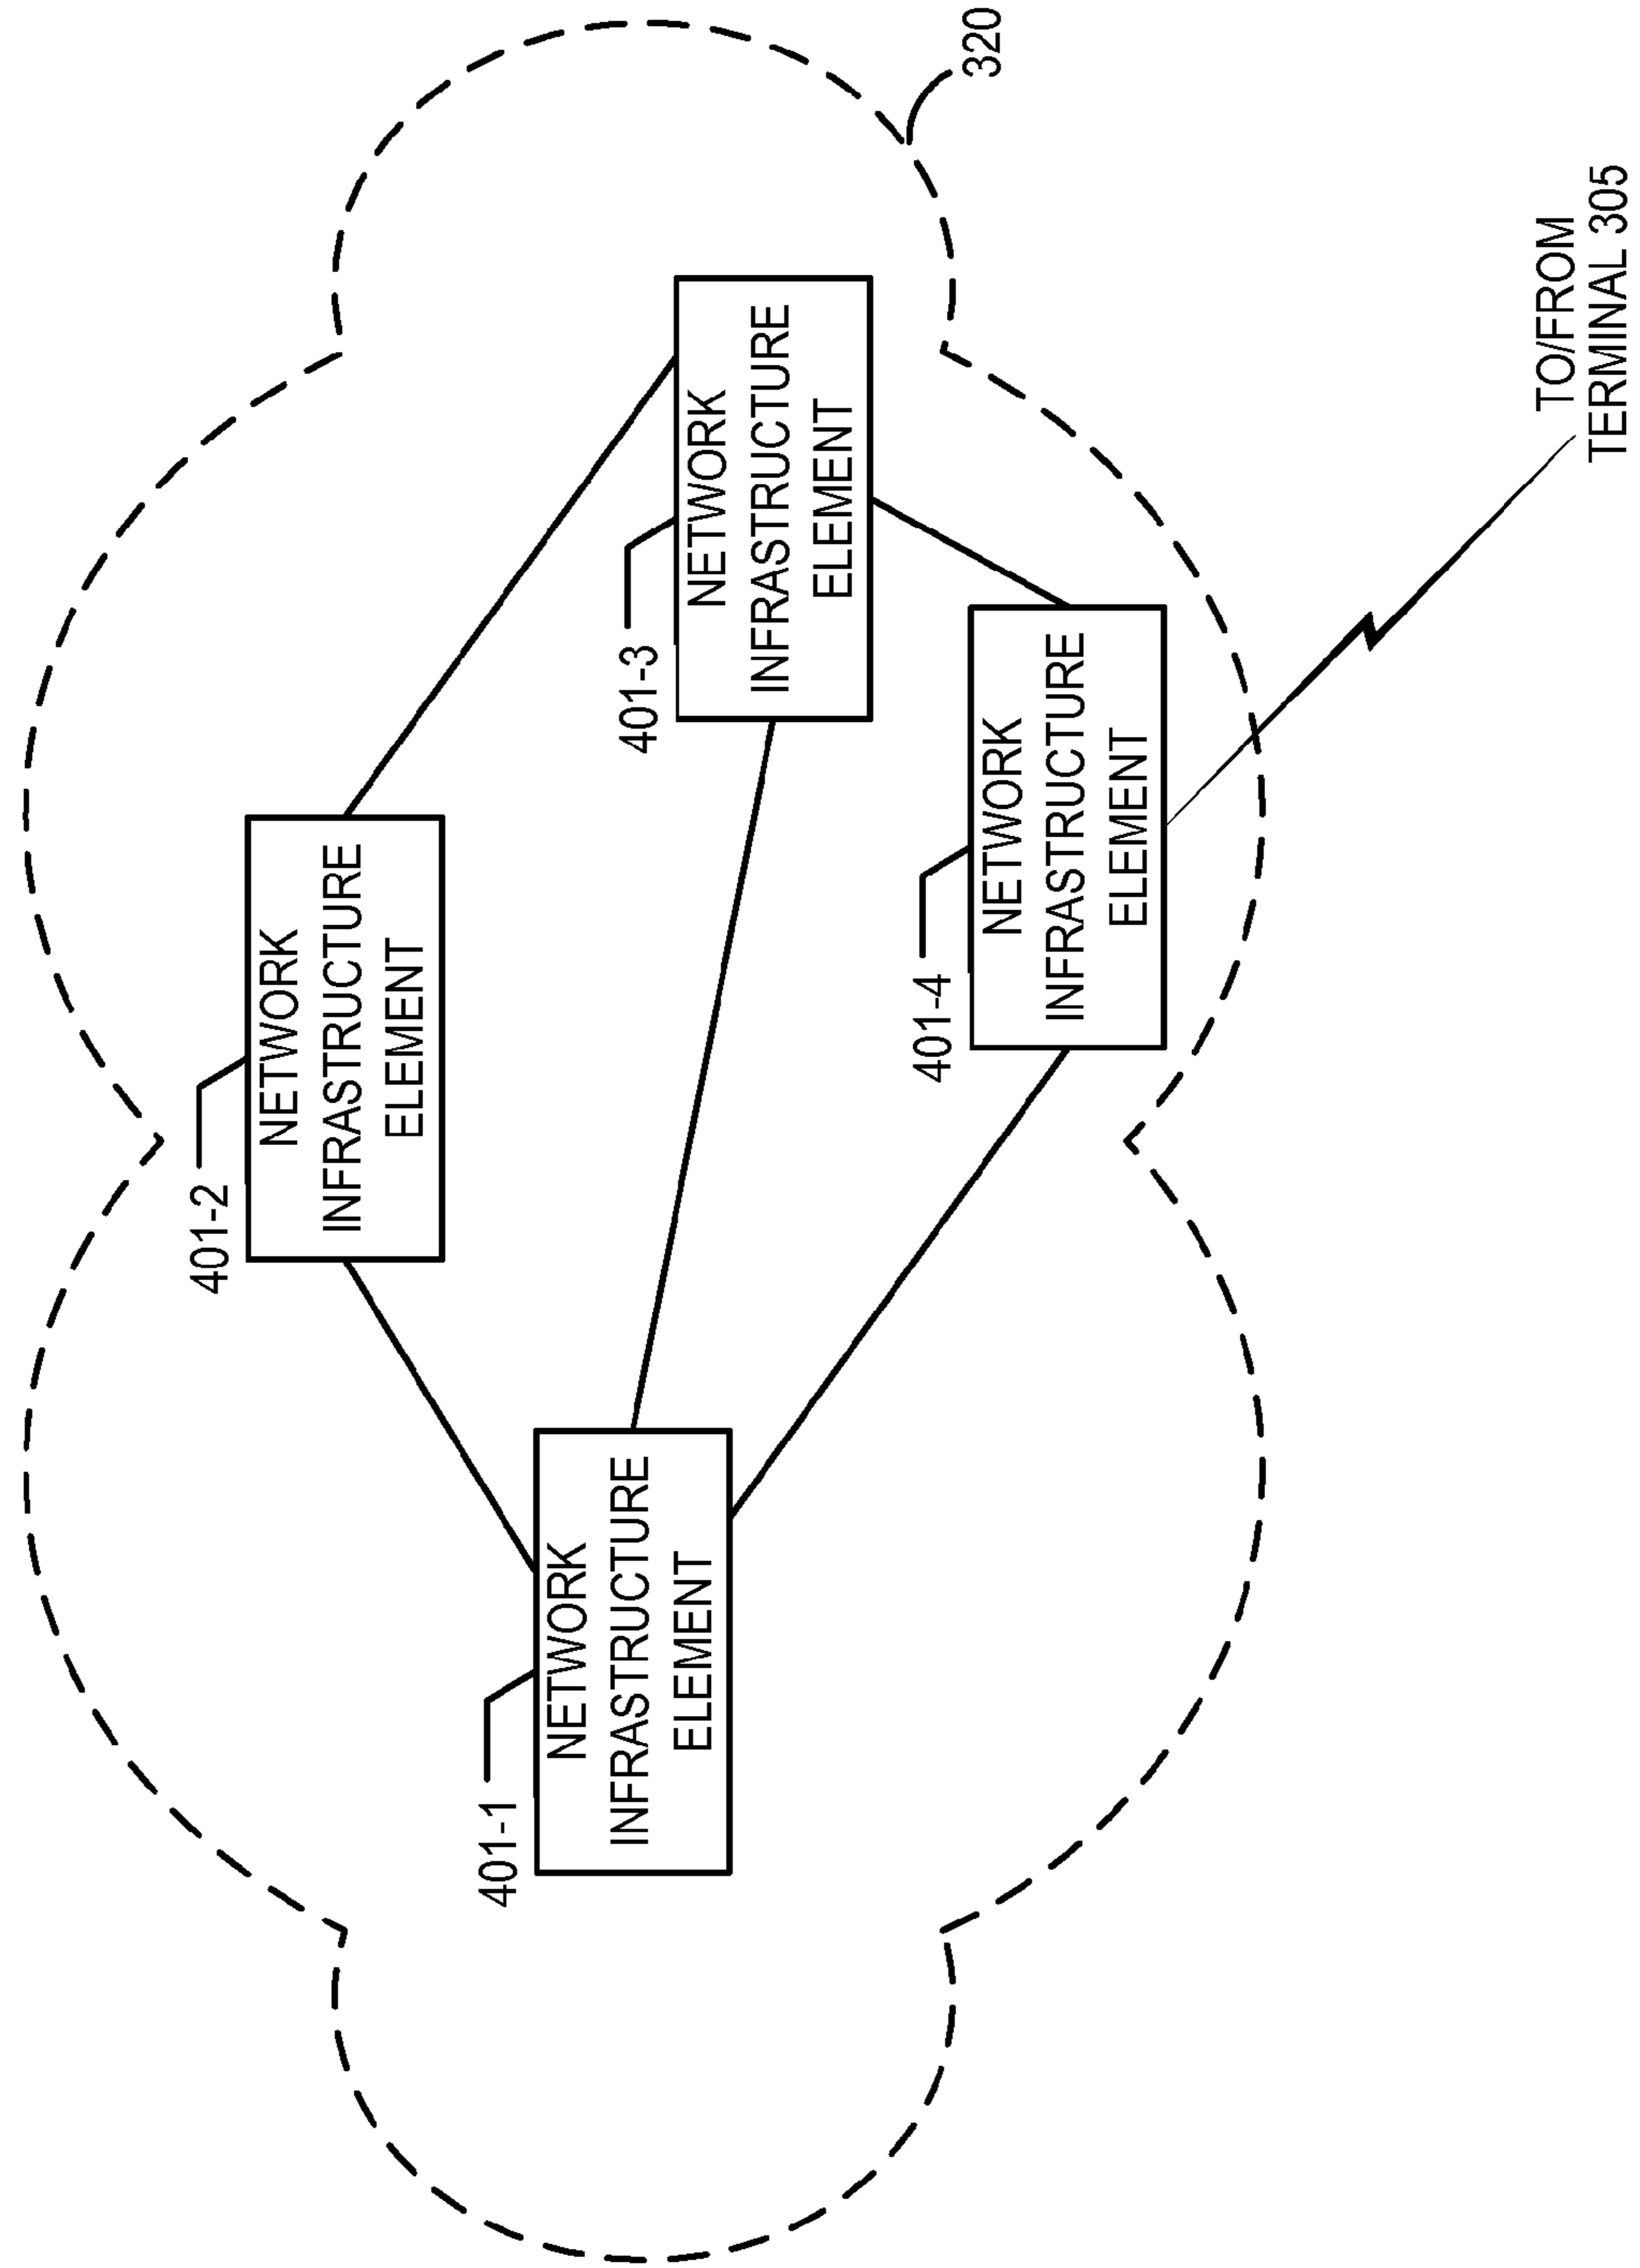 401-2
NETWORK
INFRASTRUCTURE
ELEMENT
401-1
NETWORK
INFRASTRUCTURE
ELEMENT
401-3
NETWORK
INFRASTRUCTURE
ELEMENT
401-4
NETWORK
INFRASTRUCTURE
ELEMENT
320
TO/FROM
TERMINAL 305